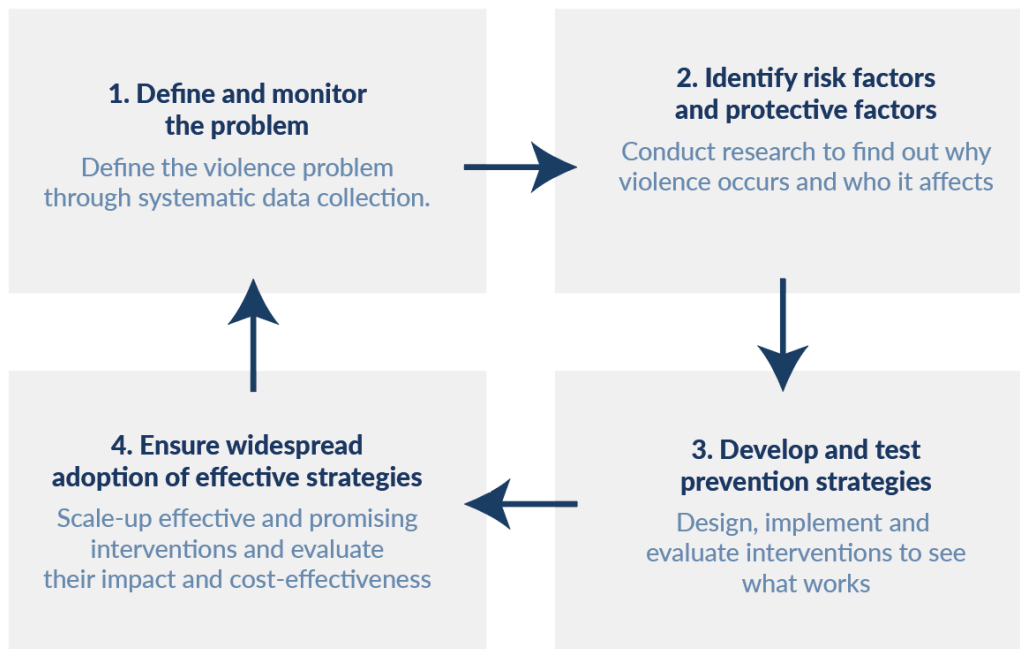 1. Define and monitor
the problem
Define the violence problem
through systematic data collection.
2. Identify risk factors
and protective factors
Conduct research to find out why
violence occurs and who it affects
3. Develop and test
prevention strategies
Design, implement and
evaluate interventions to see
what works
4. Ensure widespread
adoption of effective strategies
Scale-up effective and promising
interventions and evaluate
their impact and cost-effectiveness